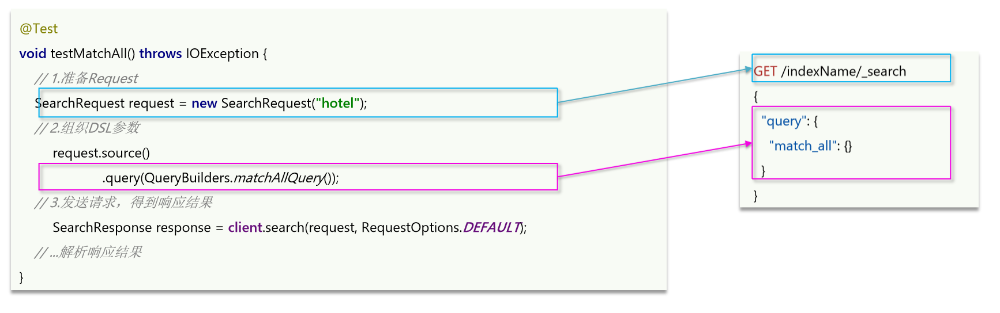 @Test
void testMatchAll() throws IOException {
// 1.准备Request
SearchRequest request = new SearchRequest("hotel");
// 2.组织DSL参数
request.source()
.query(QueryBuilders.matchAllQuery());
// 3.发送请求，得到响应结果
SearchResponse response = client.search(request, RequestOptions.DEFAULT);
// ...解析响应结果
}
GET /indexName/_search
{
"query": {
"match_all": {}
}
}